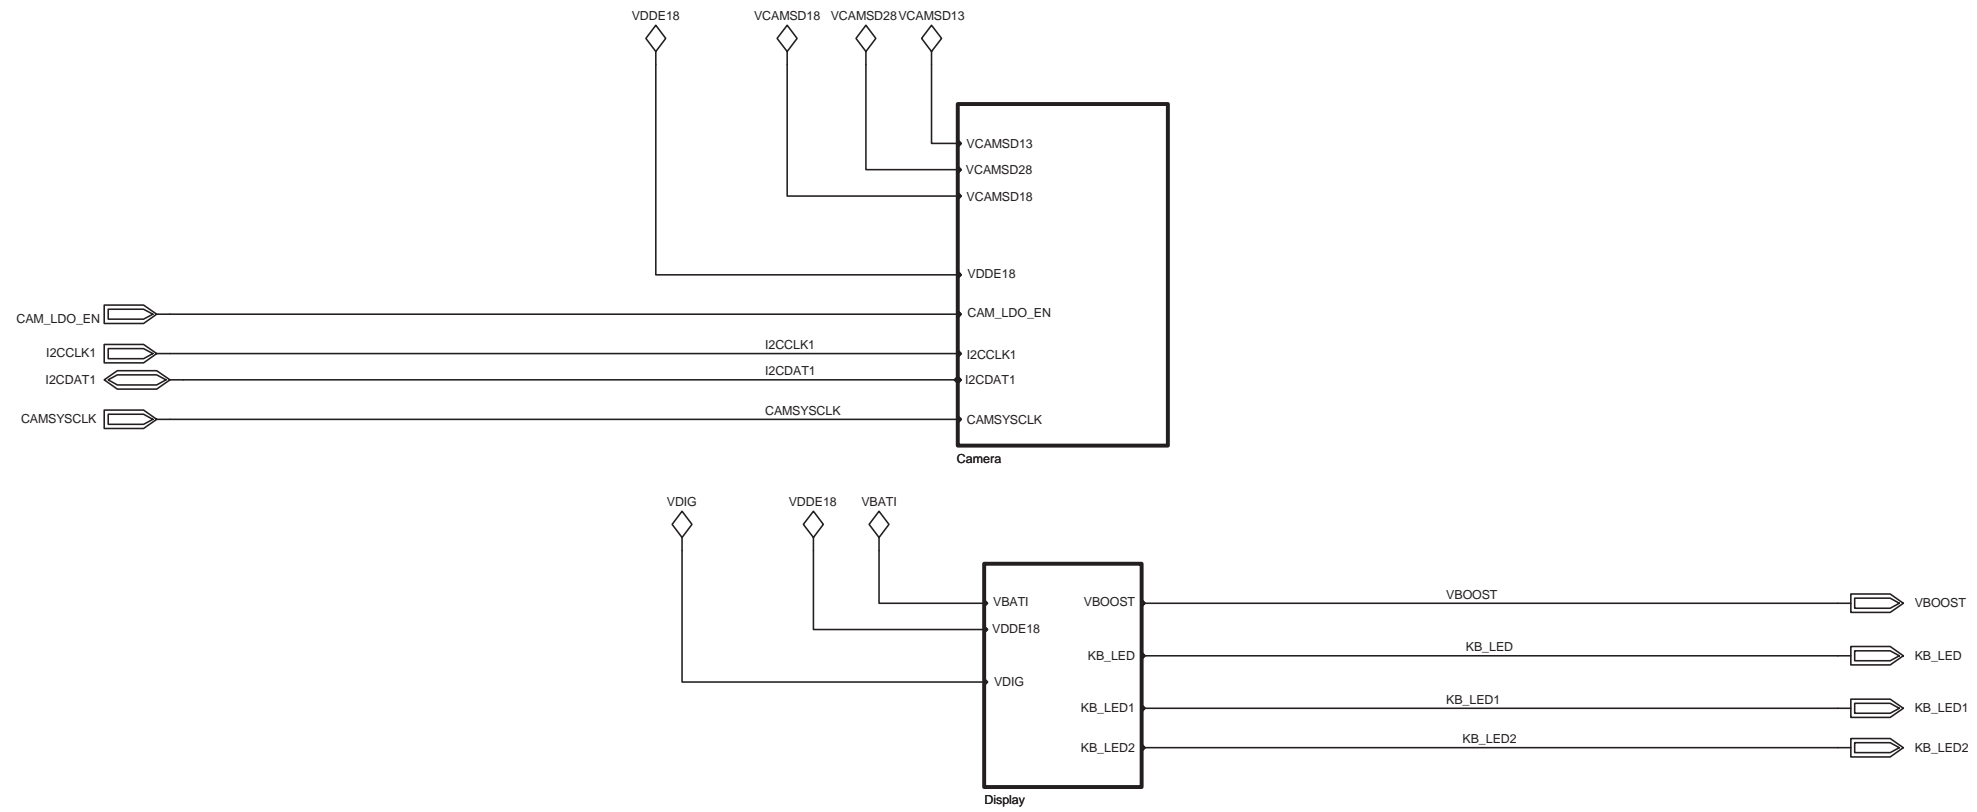 VDDE18 VCAMSD18 VCAMSD28 VCAMSD13
VCAMSD13
VCAMSD28
VCAMSD18
VDDE18
CAM_LDO_EN CAM_LDO_EN
I2CCLK1 I2CCLK1 I2CCLK1
I2CDAT1 I2CDAT1 I2CDAT1
CAMSYSCLK CAMSYSCLK CAMSYSCLK
Camera
VDIG VDDE18 VBATI
VBATI VBOOST VBOOST VBOOST
VDDE18
KB_LED KB_LED KB_LED
VDIG
KB_LED1 KB_LED1 KB_LED1
KB_LED2 KB_LED2 KB_LED2
Display